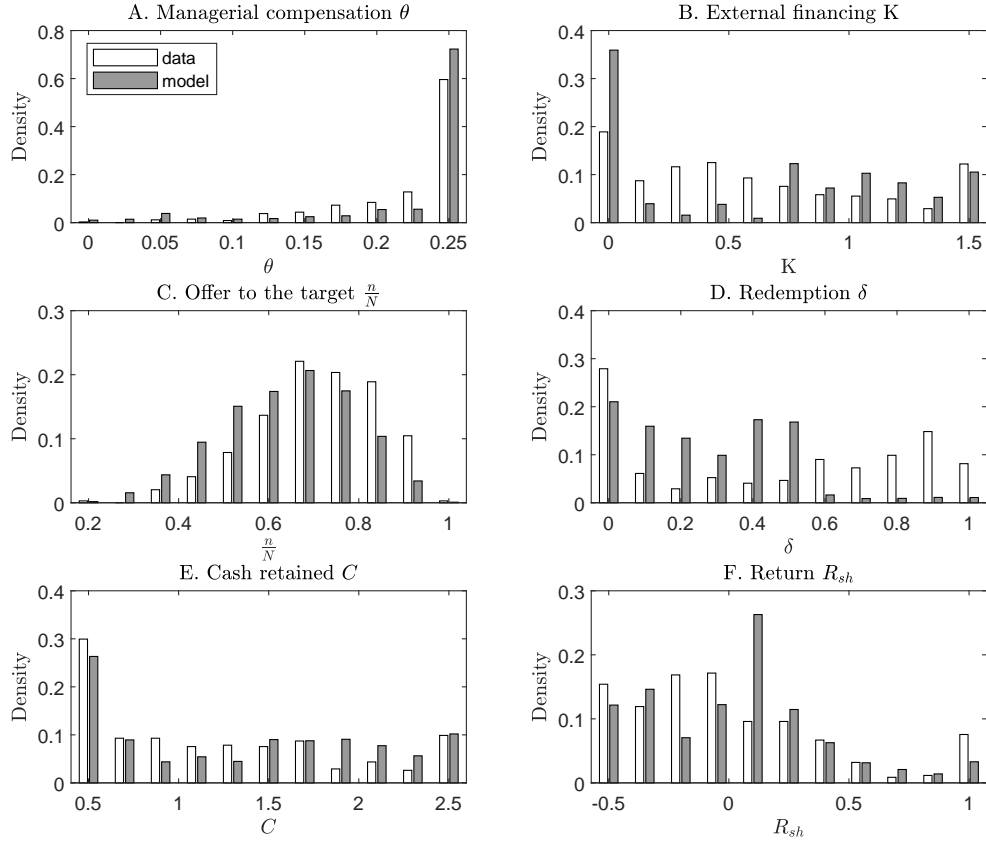 A. Managerial compensation θ
0.8
0.6
0.4
0.2
0
Density
data
model
0 0.05 0.1 0.15 0.2 0.25
θ
B. External financing K
0.4
0.3
0.2
0.1
0
Density
0 0.5 1 1.5
K
C. Offer to the target n/N
0.3
0.2
0.1
0
Density
0.2 0.4 0.6 0.8 1
n/N
D. Redemption δ
0.4
0.3
0.2
0.1
0
Density
0 0.2 0.4 0.6 0.8 1
δ
E. Cash retained C
0.4
0.3
0.2
0.1
0
Density
0.5 1 1.5 2 2.5
C
F. Return R_sh
0.3
0.2
0.1
0
Density
-0.5 0 0.5 1
R_sh